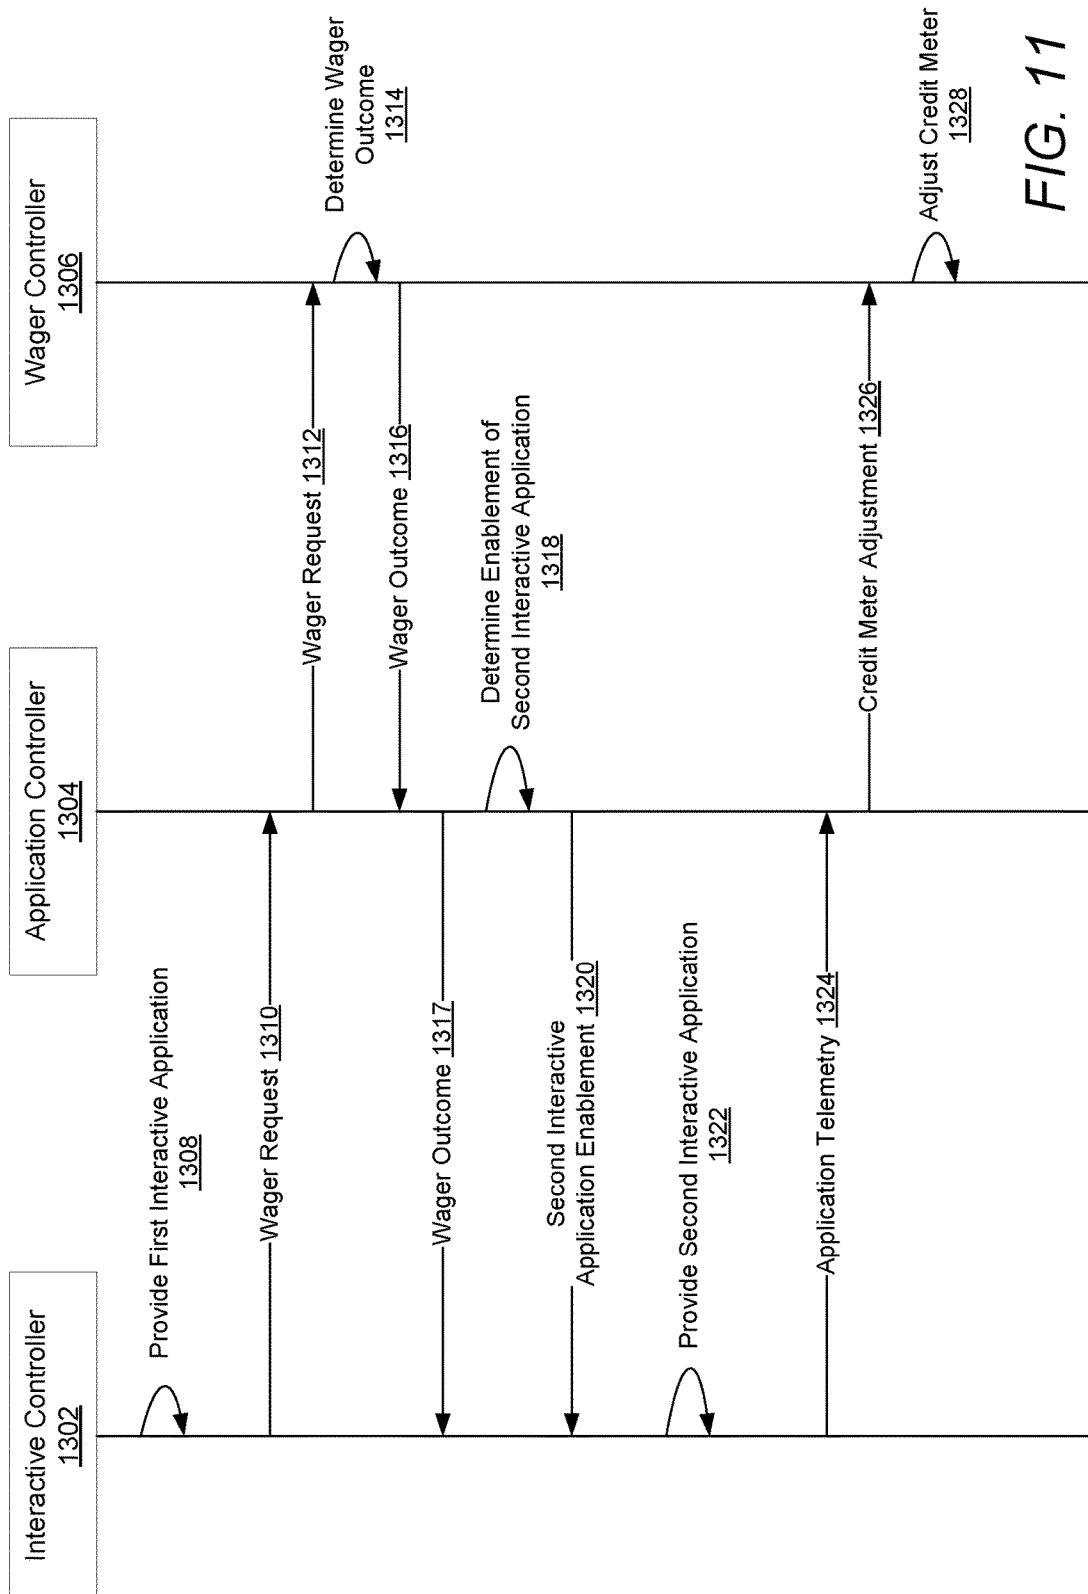 Interactive Controller
1302
Application Controller
1304
Wager Controller
1306
Provide First Interactive Application
1308
Wager Request 1310
Wager Request 1312
Determine Wager
Outcome
1314
Wager Outcome 1316
Wager Outcome 1317
Determine Enablement of
Second Interactive Application
1318
Second Interactive
Application Enablement 1320
Provide Second Interactive Application
1322
Application Telemetry 1324
Credit Meter Adjustment 1326
Adjust Credit Meter
1328
FIG. 11